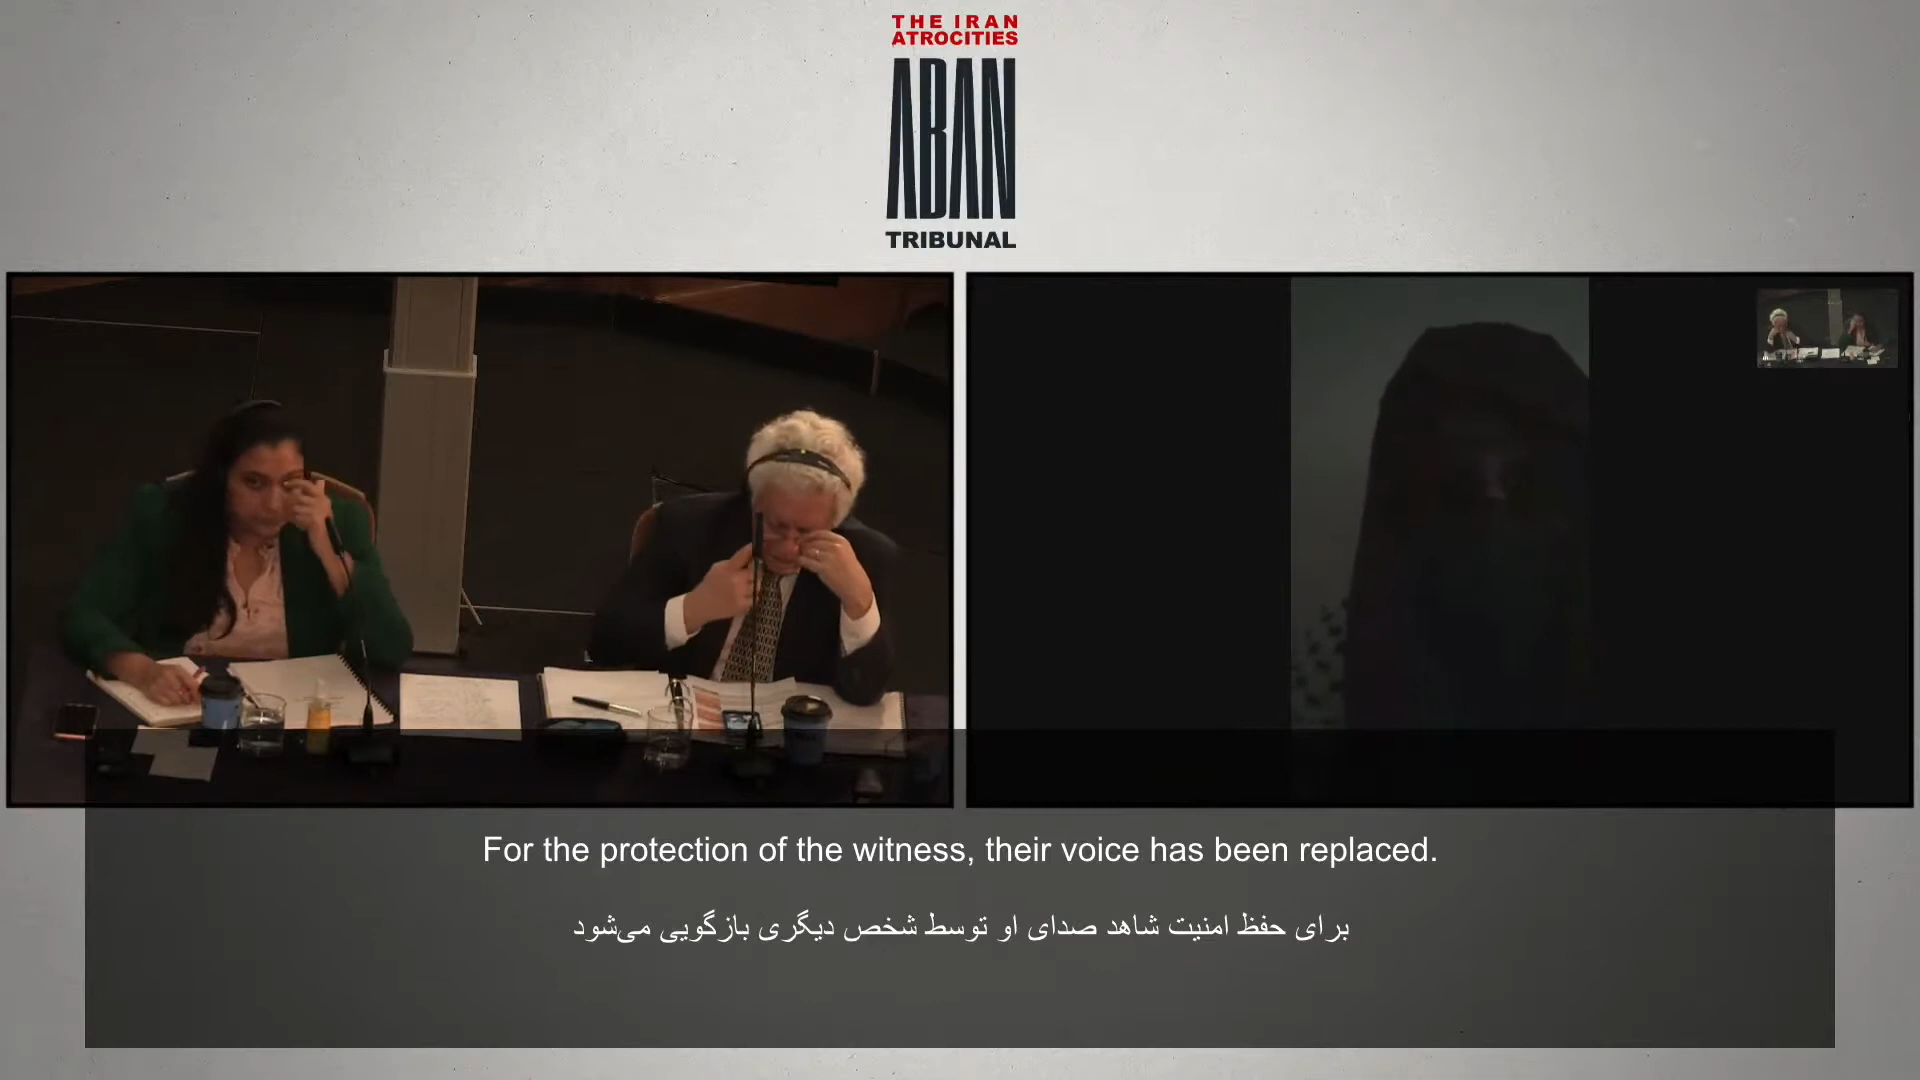 THE IRAN
ATROCITIES
ABAN
TRIBUNAL
For the protection of the witness, their voice has been replaced.
برای حفظ امنیت شاهد صدای او توسط شخص دیگری بازگویی می‌شود